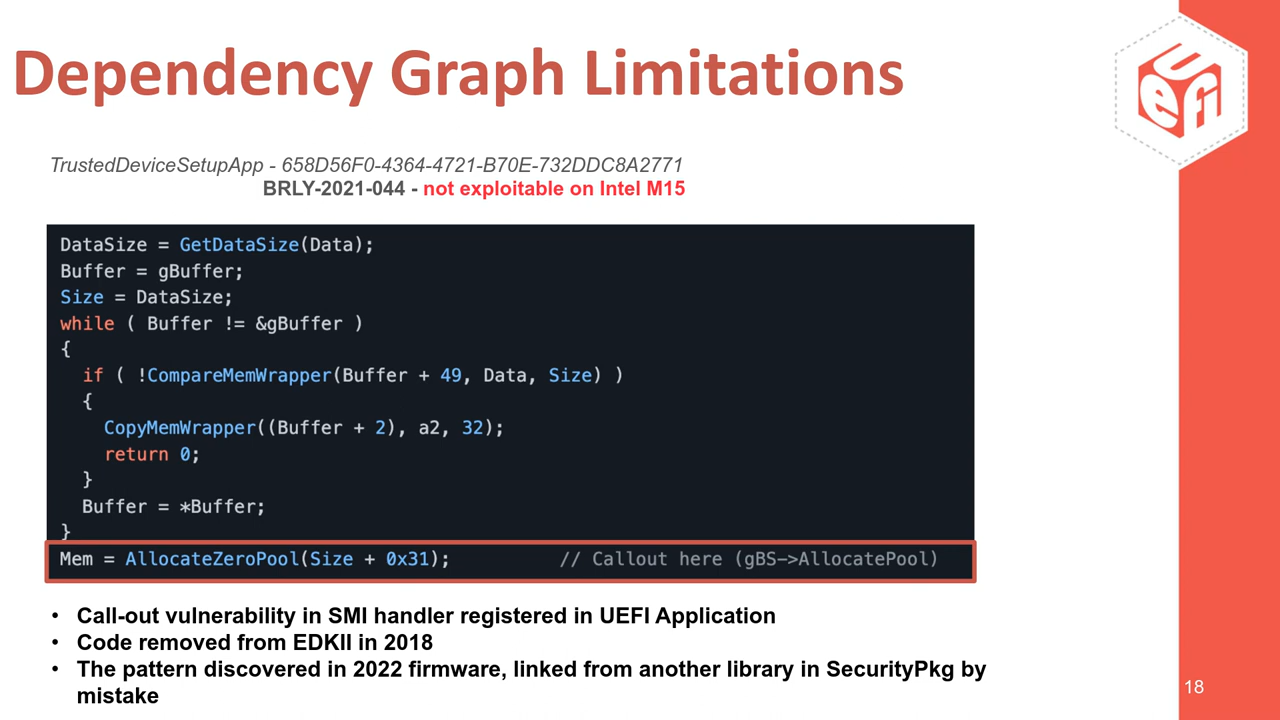 Dependency Graph Limitations
UEFI
TrustedDeviceSetupApp - 658D56F0-4364-4721-B70E-732DDC8A2771
BRLY-2021-044 - not exploitable on Intel M15
DataSize = GetDataSize(Data);
Buffer = gBuffer;
Size = DataSize;
while ( Buffer != &gBuffer )
{
  if ( !CompareMemWrapper(Buffer + 49, Data, Size) )
  {
    CopyMemWrapper((Buffer + 2), a2, 32);
    return 0;
  }
  Buffer = *Buffer;
}
Mem = AllocateZeroPool(Size + 0x31); // Callout here (gBS->AllocatePool)
• Call-out vulnerability in SMI handler registered in UEFI Application
• Code removed from EDKII in 2018
• The pattern discovered in 2022 firmware, linked from another library in SecurityPkg by
mistake
18